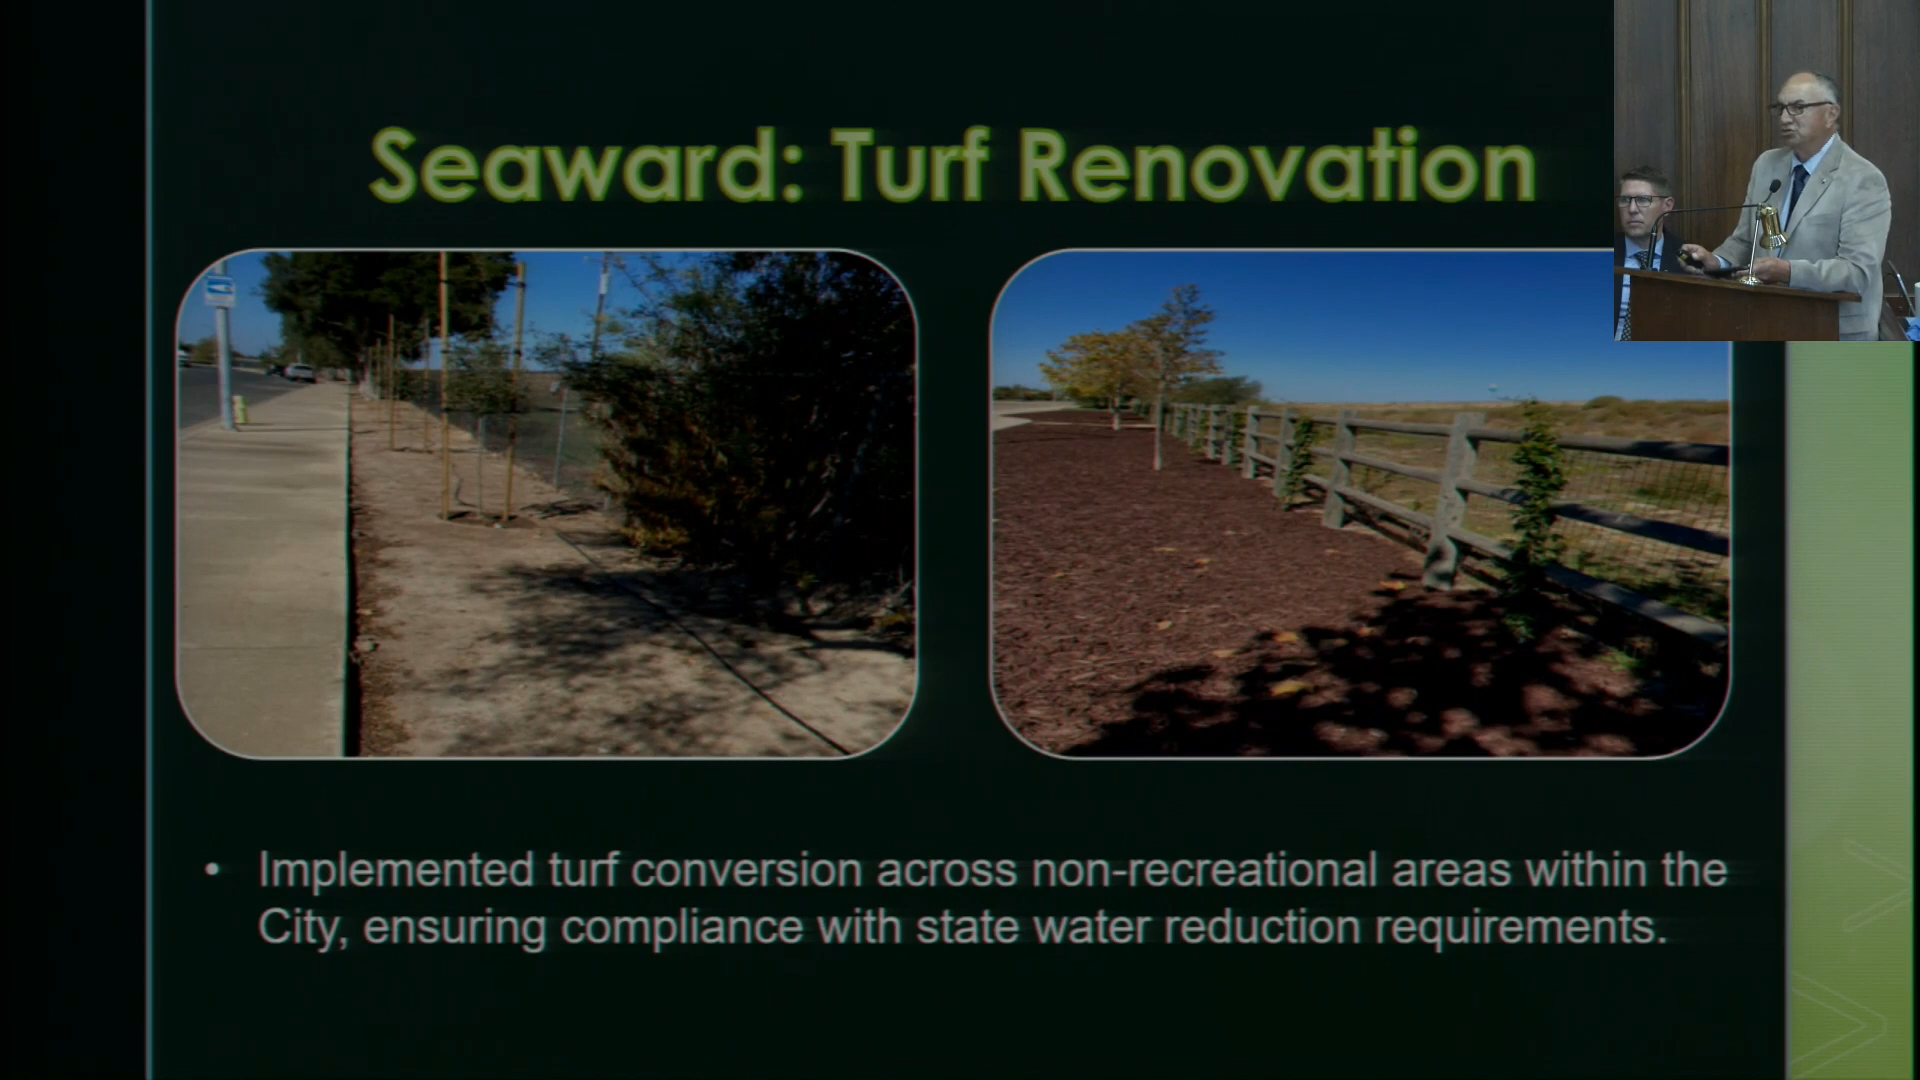 Seaward: Turf Renovation
• Implemented turf conversion across non-recreational areas within the
City, ensuring compliance with state water reduction requirements.